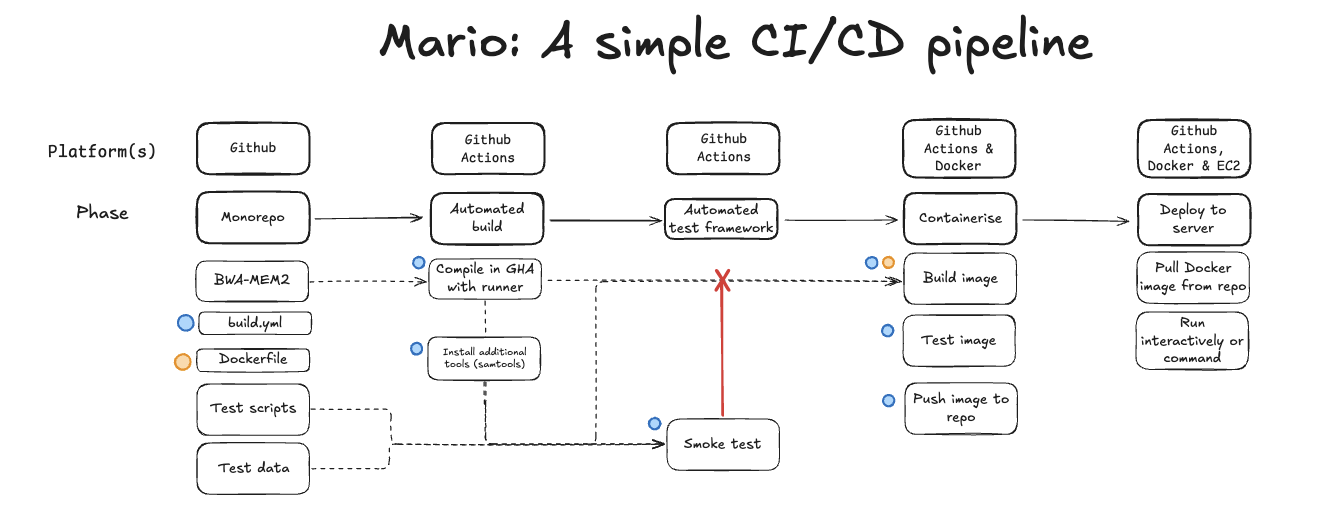 Mario: A simple CI/CD pipeline
Platform(s)
Github
Github
Actions
Github
Actions
Github
Actions &
Docker
Github
Actions,
Docker & EC2
Phase
Monorepo
Automated
build
Automated
test framework
Containerise
Deploy to
server
BWA-MEM2
Compile in GHA
with runner
Build image
Pull Docker
image from repo
build.yml
Dockerfile
Install additional
tools (samtools)
Test image
Run
interactively or
command
Test scripts
Push image to
repo
Test data
Smoke test